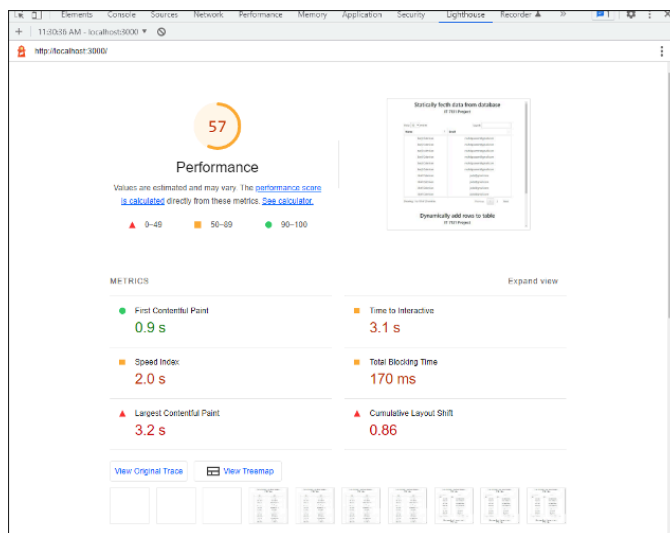 Elements Console Sources Network Performance Memory Application Security Lighthouse Recorder » 1
+ 11:30:36 AM - localhost:3000
http://localhost:3000/
57
Performance
Values are estimated and may vary. The performance score
is calculated directly from these metrics. See calculator.
0–49 50–89 90–100
Statically fecth data from database
Dynamically add rows to table
METRICS Expand view
First Contentful Paint
0.9 s
Time to Interactive
3.1 s
Speed Index
2.0 s
Total Blocking Time
170 ms
Largest Contentful Paint
3.2 s
Cumulative Layout Shift
0.86
View Original Trace View Treemap